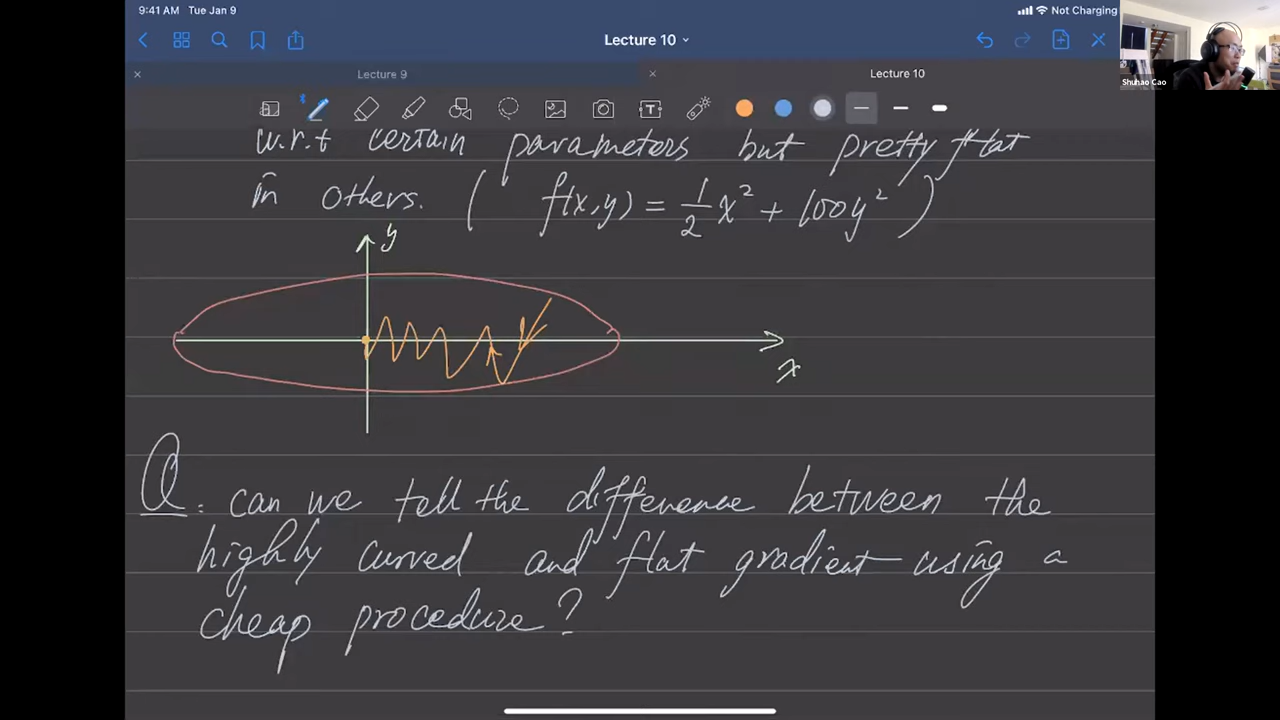 9:41 AM Tue Jan 9
Not Charging
Lecture 10
Shuhao Cao
Lecture 9
Lecture 10
w.r.t certain parameters but pretty flat
in others. ( f(x,y) = 1/2 x² + 100y² )
y
x
Q: can we tell the difference between the
highly curved and flat gradient using a
cheap procedure?